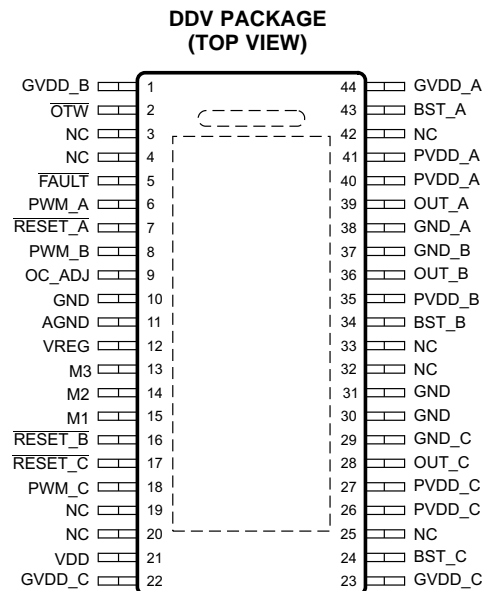 DDV PACKAGE
(TOP VIEW)
GVDD_B 1 44 GVDD_A
OTW 2 43 BST_A
NC 3 42 NC
NC 4 41 PVDD_A
FAULT 5 40 PVDD_A
PWM_A 6 39 OUT_A
RESET_A 7 38 GND_A
PWM_B 8 37 GND_B
OC_ADJ 9 36 OUT_B
GND 10 35 PVDD_B
AGND 11 34 BST_B
VREG 12 33 NC
M3 13 32 NC
M2 14 31 GND
M1 15 30 GND
RESET_B 16 29 GND_C
RESET_C 17 28 OUT_C
PWM_C 18 27 PVDD_C
NC 19 26 PVDD_C
NC 20 25 NC
VDD 21 24 BST_C
GVDD_C 22 23 GVDD_C